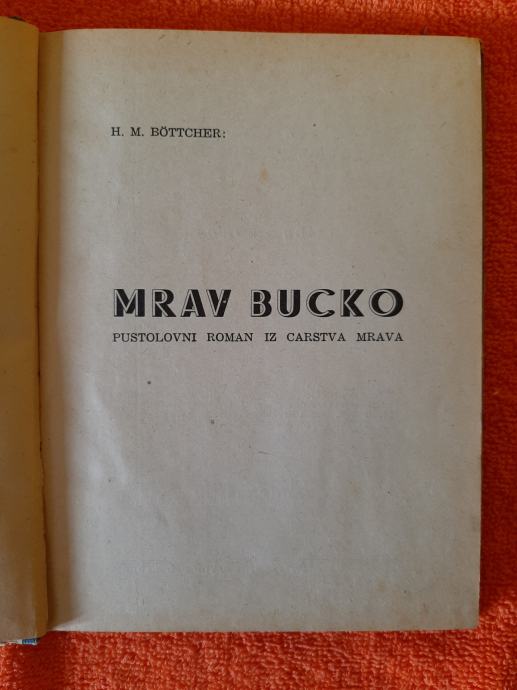 H. M. BÖTTCHER:
MRAV BUCKO
PUSTOLOVNI ROMAN IZ CARSTVA MRAVA